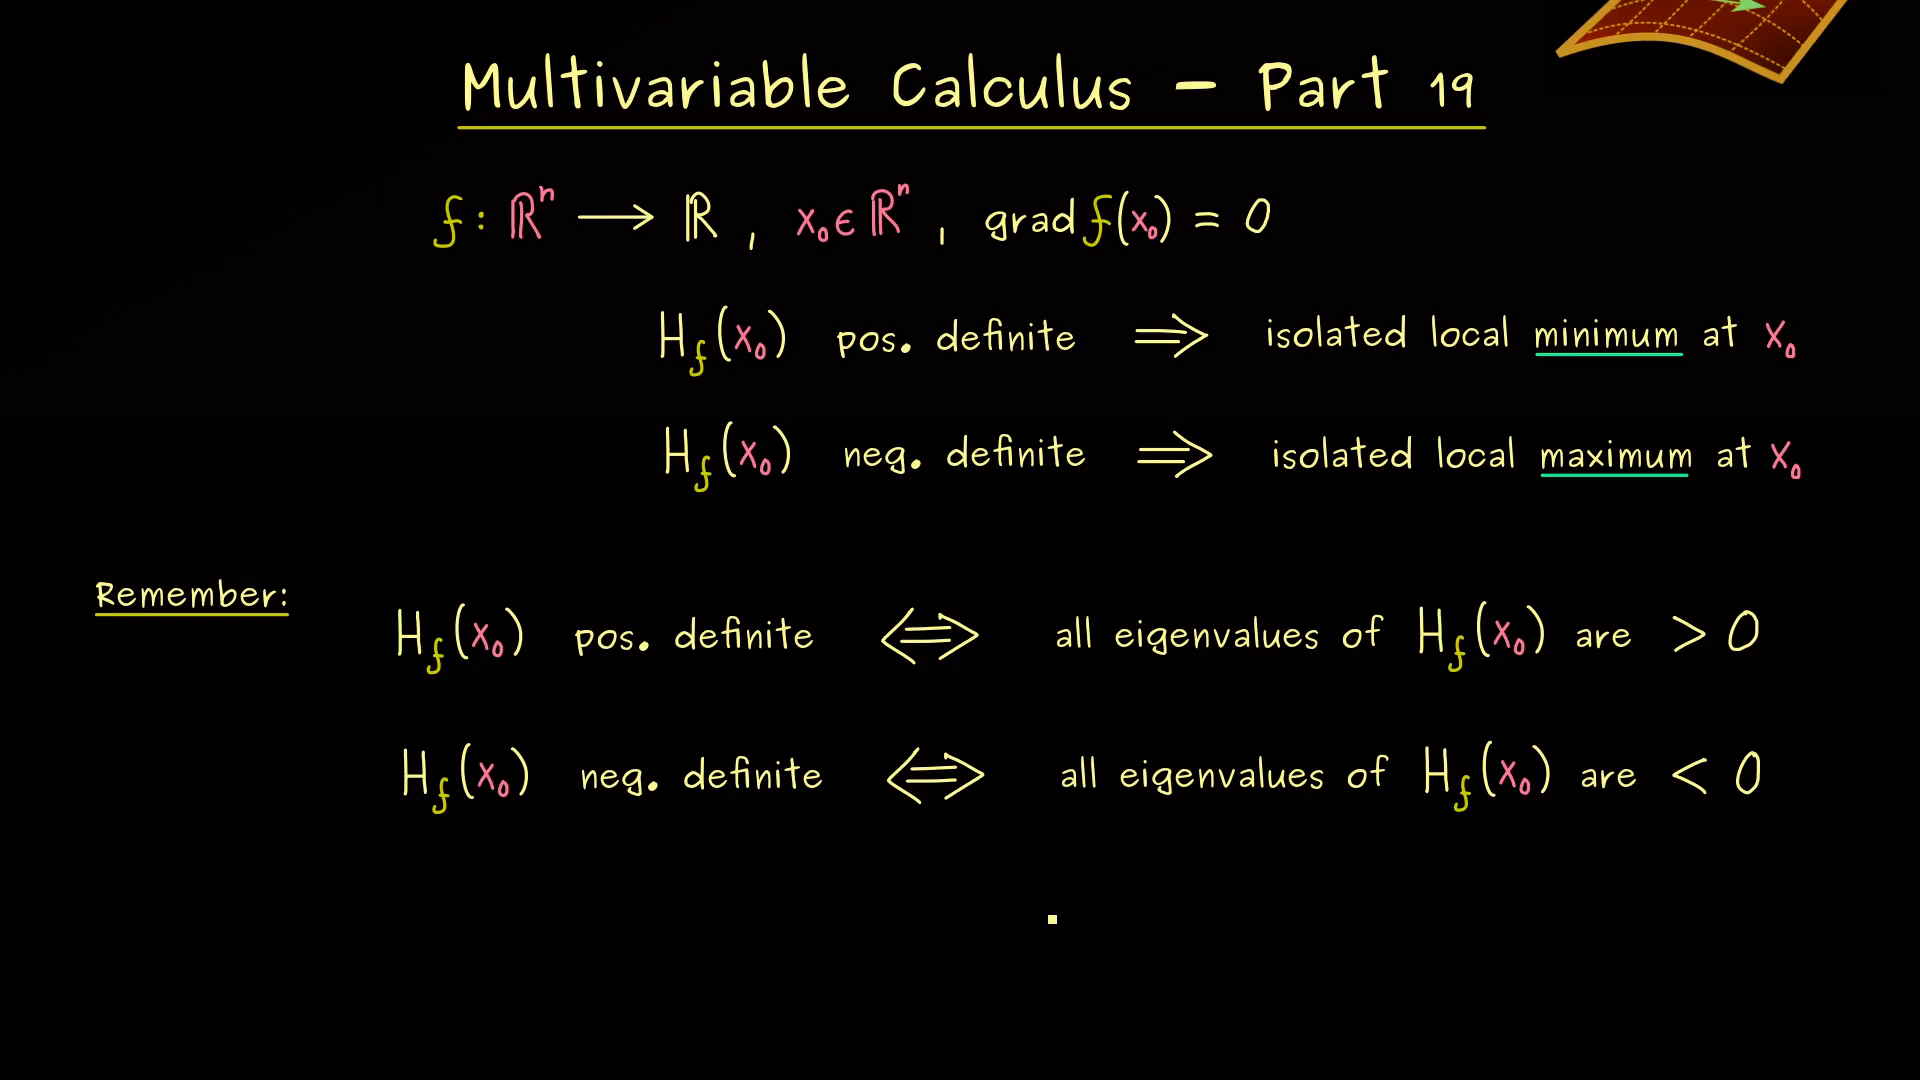 Multivariable Calculus – Part 19
f: ℝⁿ ⟶ ℝ , x₀ ∈ ℝⁿ , grad f(x₀) = 0
H_f(x₀) pos. definite ⟹ isolated local minimum at x₀
H_f(x₀) neg. definite ⟹ isolated local maximum at x₀
Remember:
H_f(x₀) pos. definite ⟺ all eigenvalues of H_f(x₀) are > 0
H_f(x₀) neg. definite ⟺ all eigenvalues of H_f(x₀) are < 0